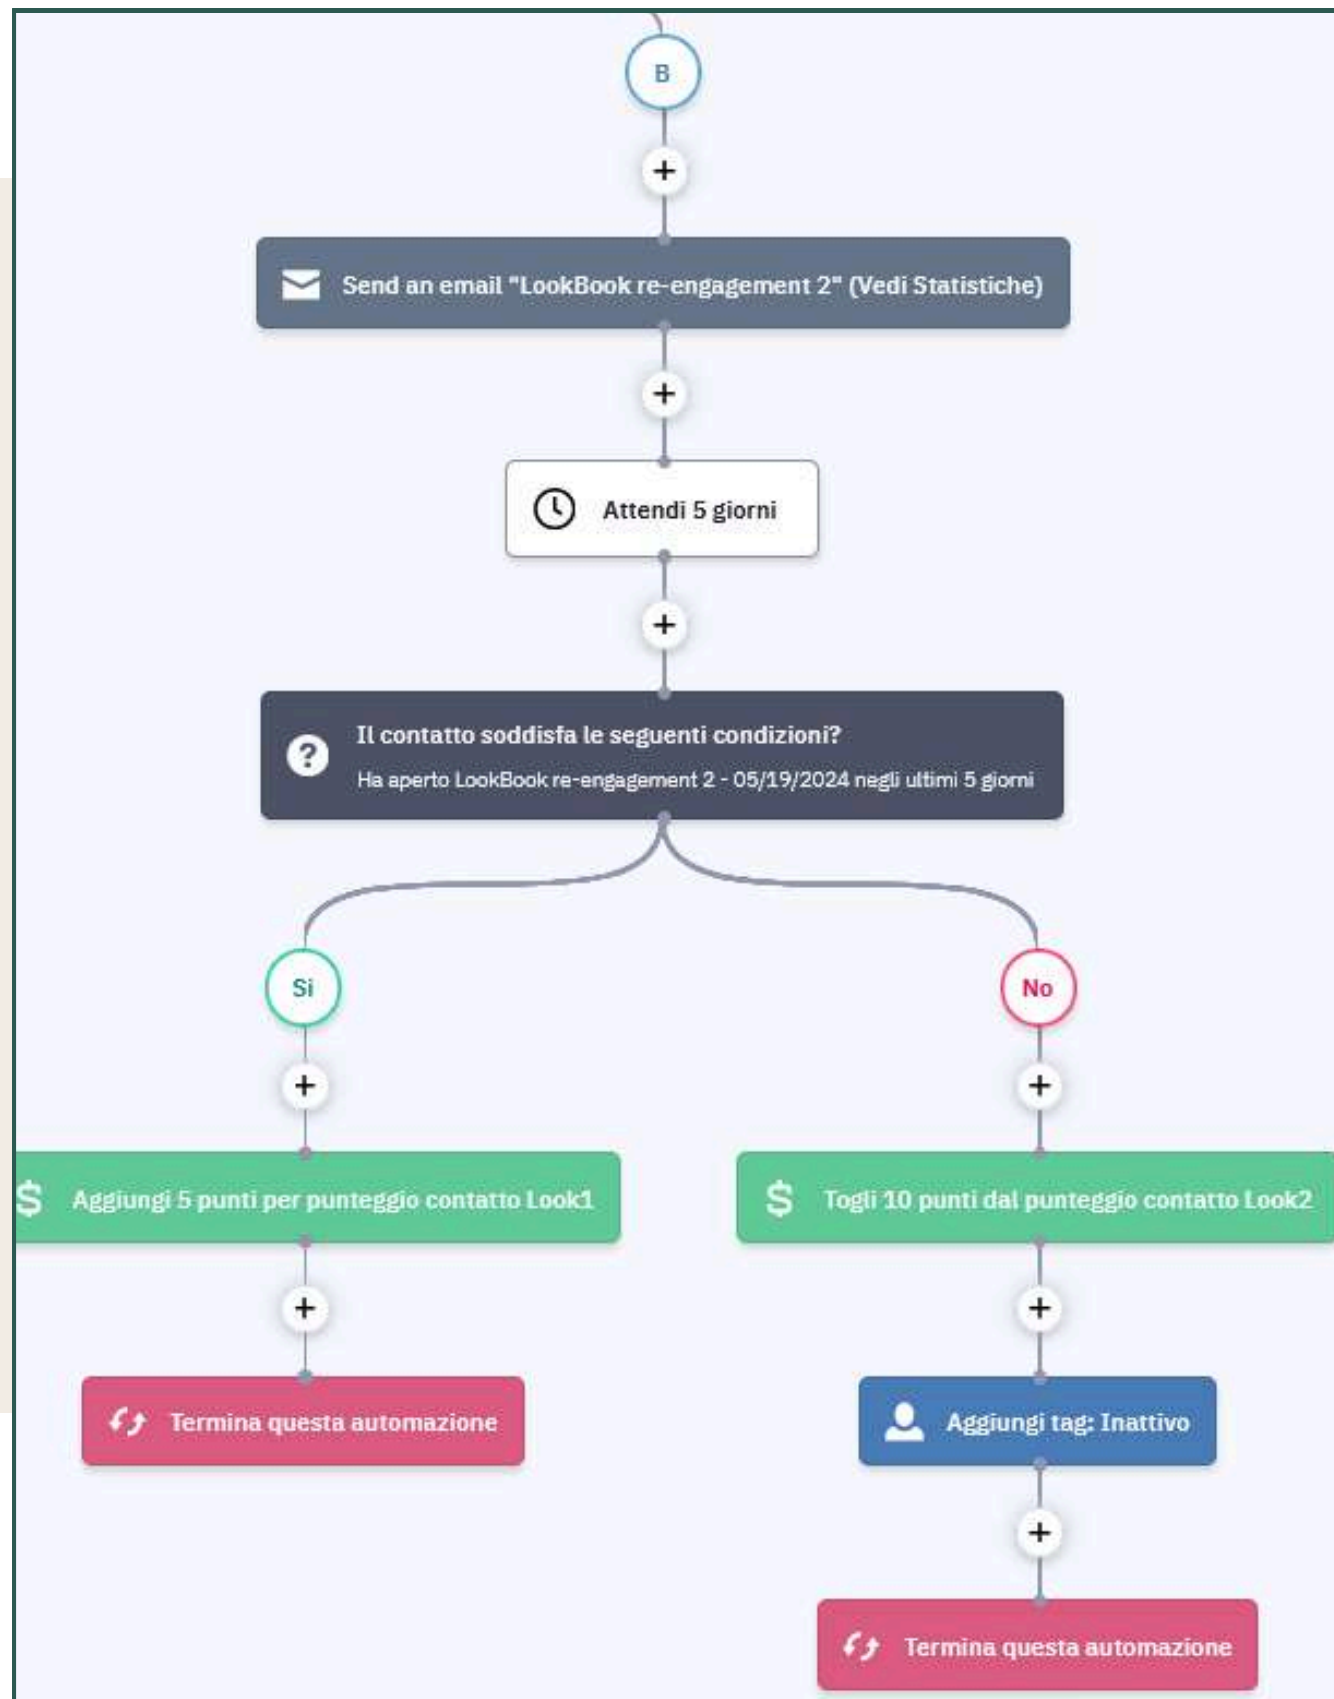 B
Send an email "LookBook re-engagement 2" (Vedi Statistiche)
Attendi 5 giorni
Il contatto soddisfa le seguenti condizioni?
Ha aperto LookBook re-engagement 2 - 05/19/2024 negli ultimi 5 giorni
Si
No
Aggiungi 5 punti per punteggio contatto Look1
Togli 10 punti dal punteggio contatto Look2
Termina questa automazione
Aggiungi tag: Inattivo
Termina questa automazione